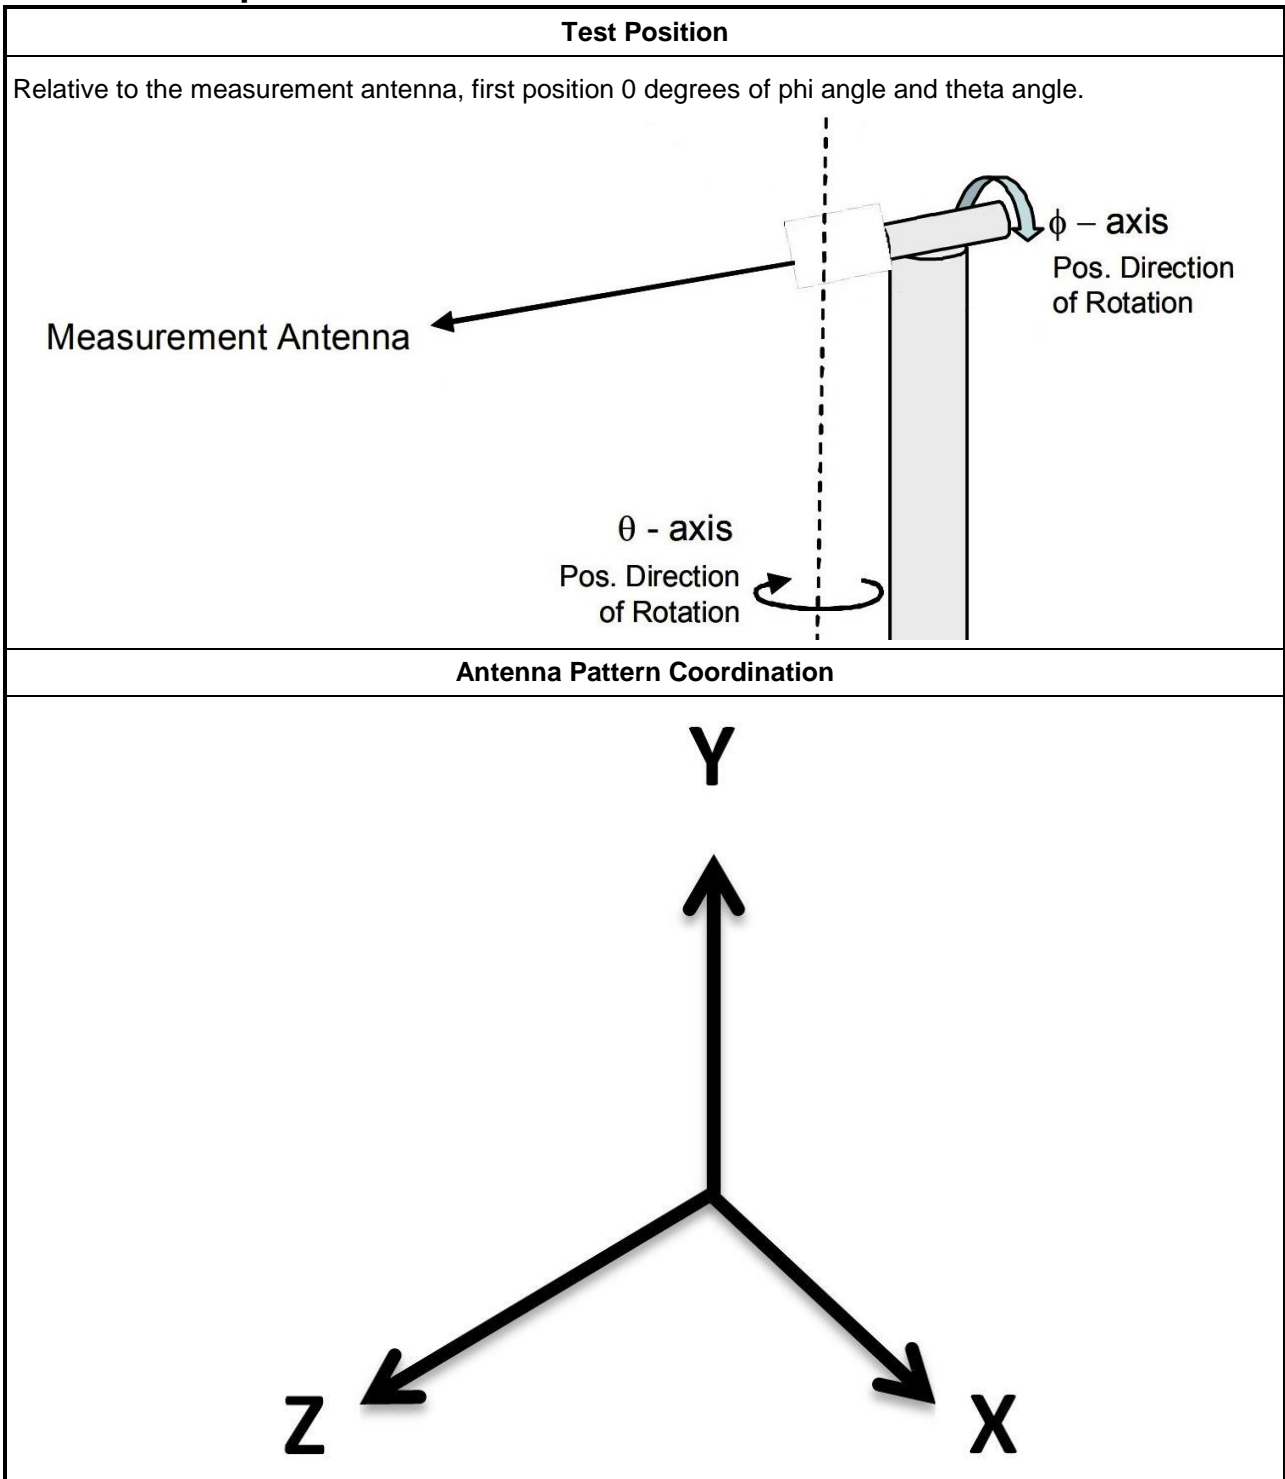 Test Position
Relative to the measurement antenna, first position 0 degrees of phi angle and theta angle.
ϕ – axis
Pos. Direction
of Rotation
Measurement Antenna
θ - axis
Pos. Direction
of Rotation
Antenna Pattern Coordination
Y
Z
X